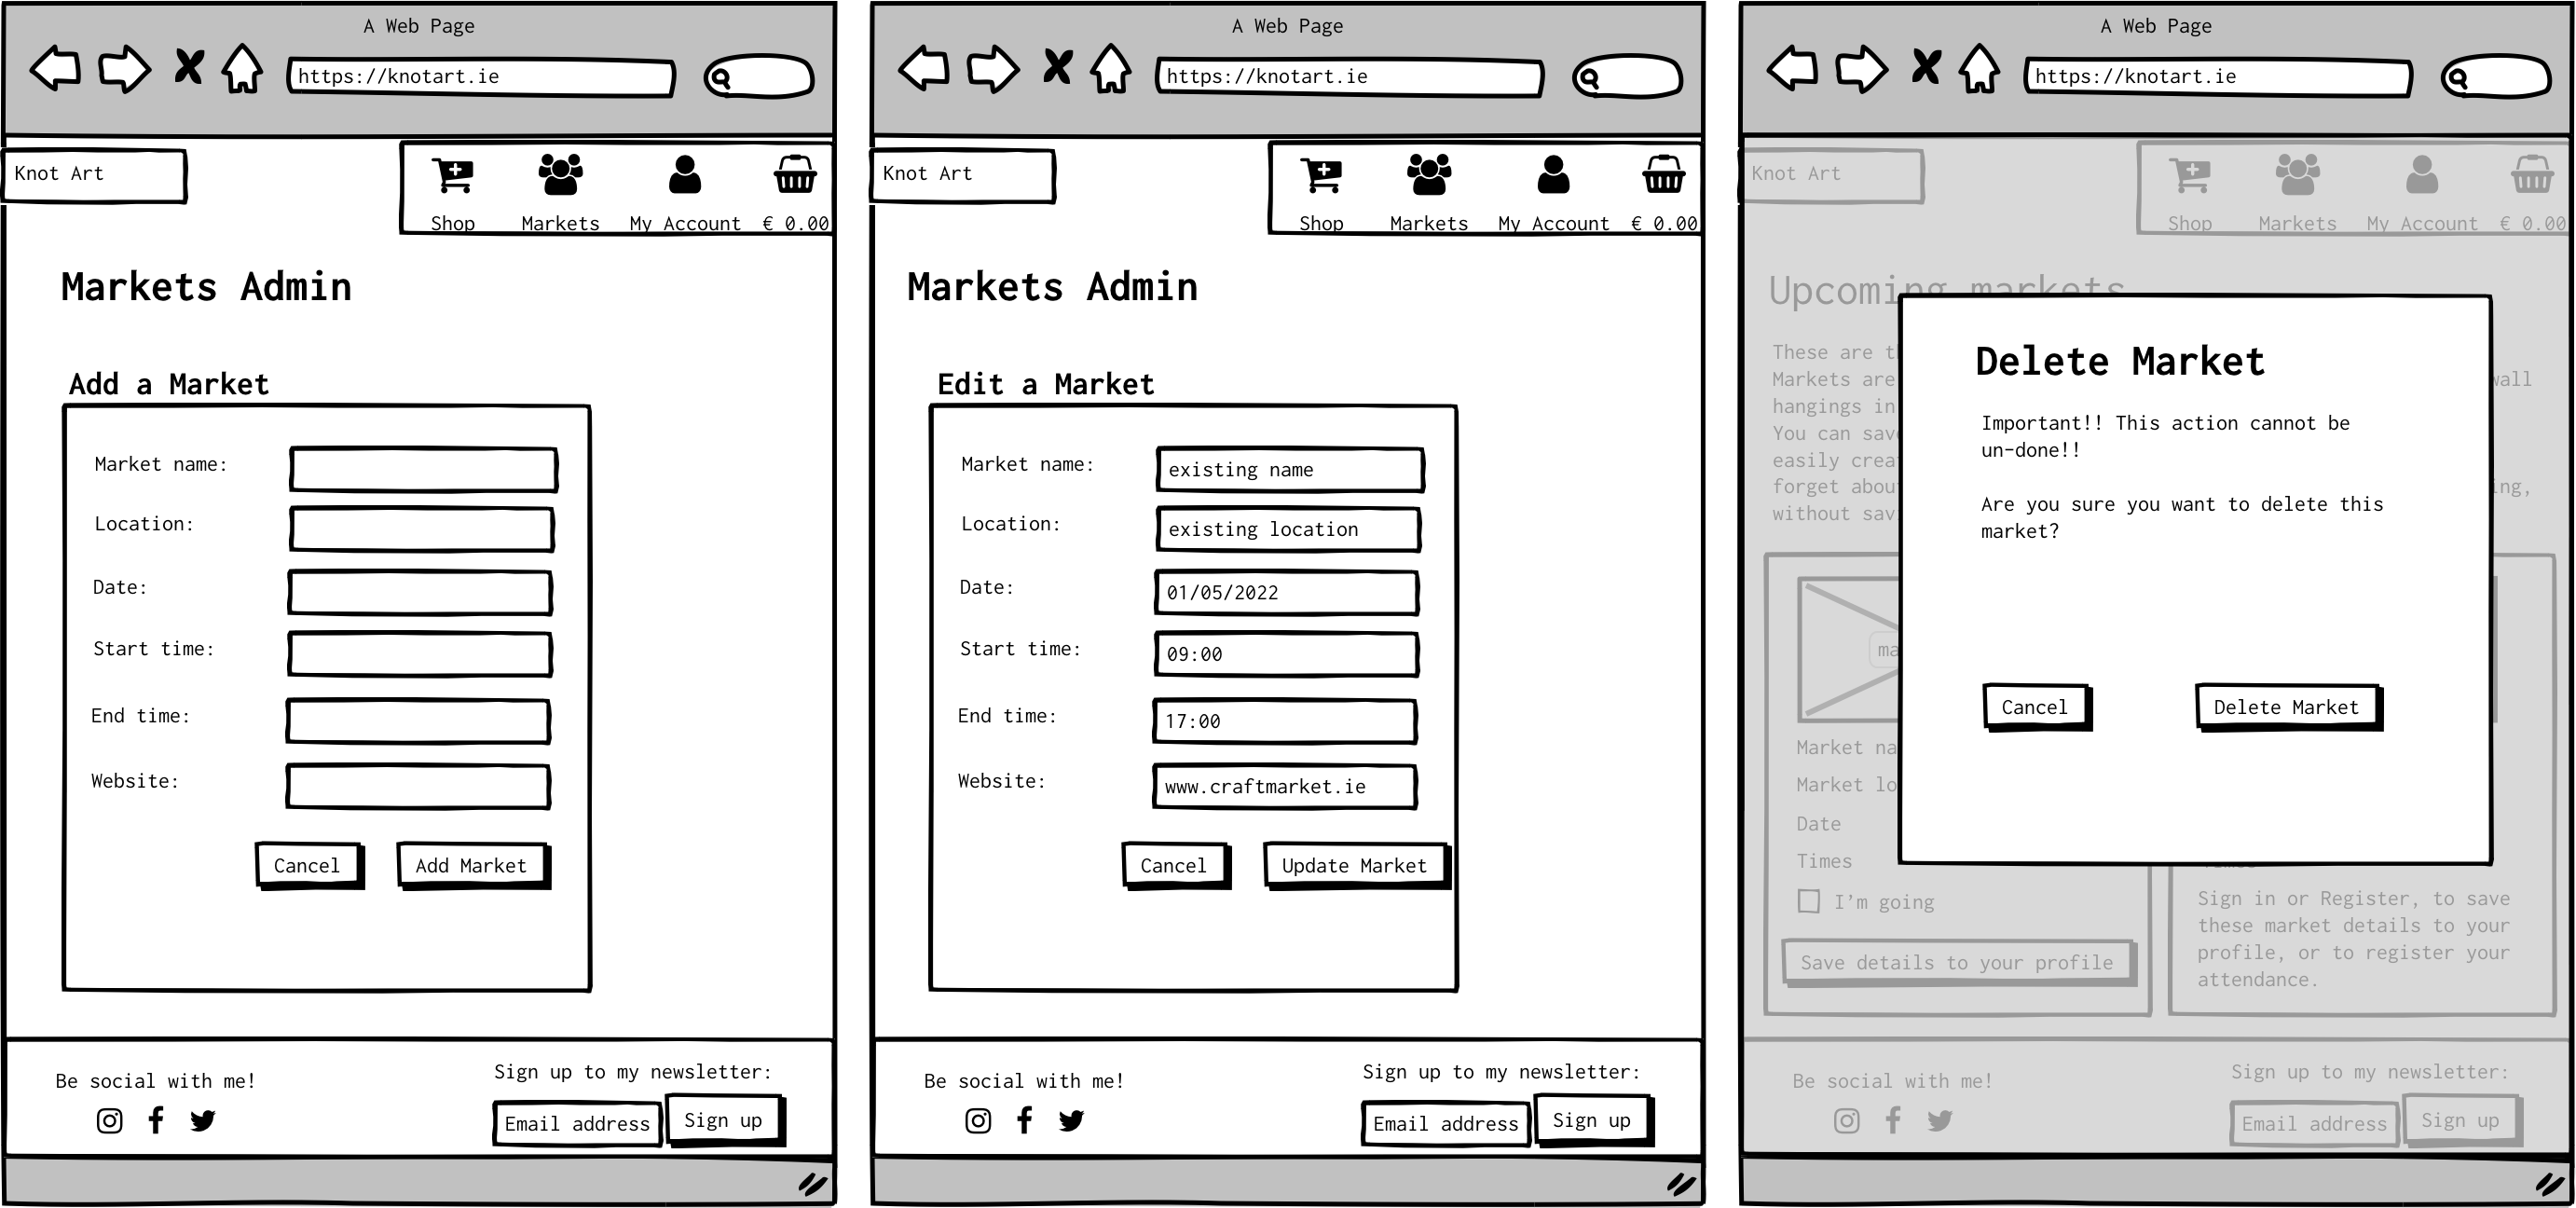 A Web Page
https://knotart.ie
Knot Art
Shop Markets My Account € 0.00
Markets Admin
Add a Market
Market name:
Location:
Date:
Start time:
End time:
Website:
Cancel Add Market
Be social with me!
Sign up to my newsletter:
Email address Sign up
A Web Page
https://knotart.ie
Knot Art
Shop Markets My Account € 0.00
Markets Admin
Edit a Market
Market name: existing name
Location: existing location
Date: 01/05/2022
Start time: 09:00
End time: 17:00
Website: www.craftmarket.ie
Cancel Update Market
Be social with me!
Sign up to my newsletter:
Email address Sign up
A Web Page
https://knotart.ie
Knot Art
Shop Markets My Account € 0.00
Upcoming markets
These are
Markets are
hangings in
You can
easily
forget
without
Delete Market
Important!! This action cannot be
un-done!!
Are you sure you want to delete this
market?
Cancel Delete Market
Market
Market
Date
Times
I'm going
Save details to your profile
Sign in or Register, to save
these market details to your
profile, or to register your
attendance.
Be social with me!
Sign up to my newsletter:
Email address Sign up